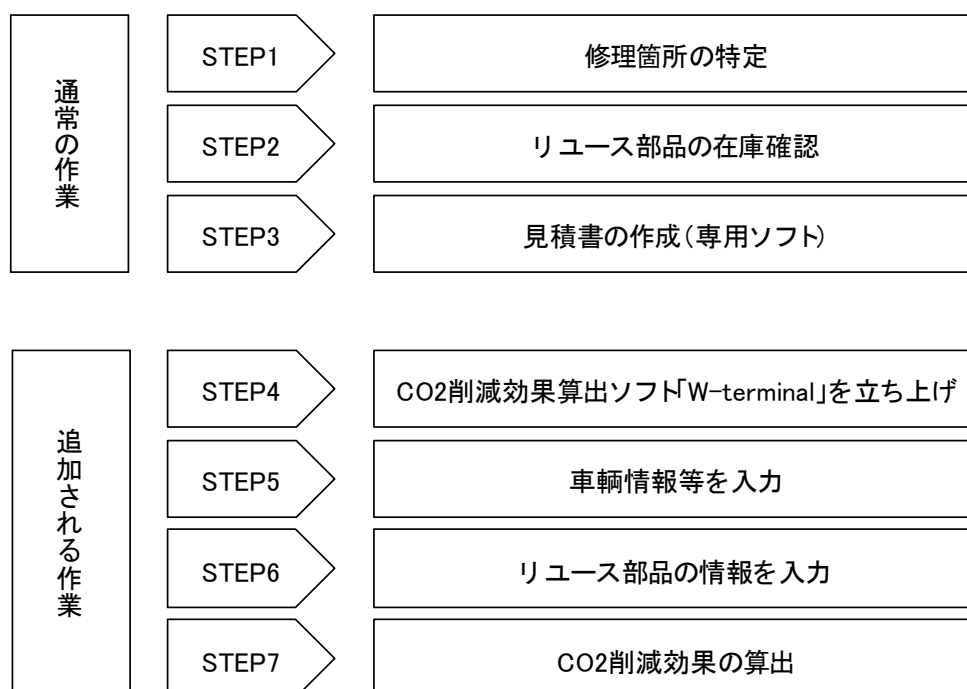 通常の作業
STEP1
修理箇所の特定
STEP2
リユース部品の在庫確認
STEP3
見積書の作成(専用ソフト)
追加される作業
STEP4
CO2削減効果算出ソフト「W-terminal」を立ち上げ
STEP5
車輌情報等を入力
STEP6
リユース部品の情報を入力
STEP7
CO2削減効果の算出